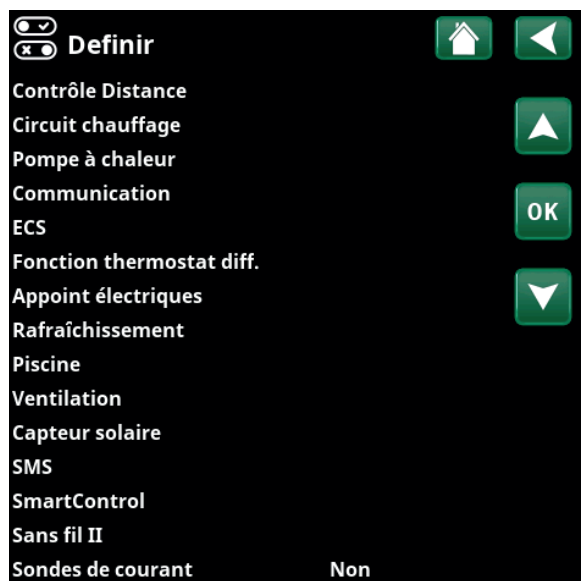 Definir
Contrôle Distance
Circuit chauffage
Pompe à chaleur
Communication
OK
ECS
Fonction thermostat diff.
Appoint électriques
Rafraîchissement
Piscine
Ventilation
Capteur solaire
SMS
SmartControl
Sans fil II
Sondes de courant Non